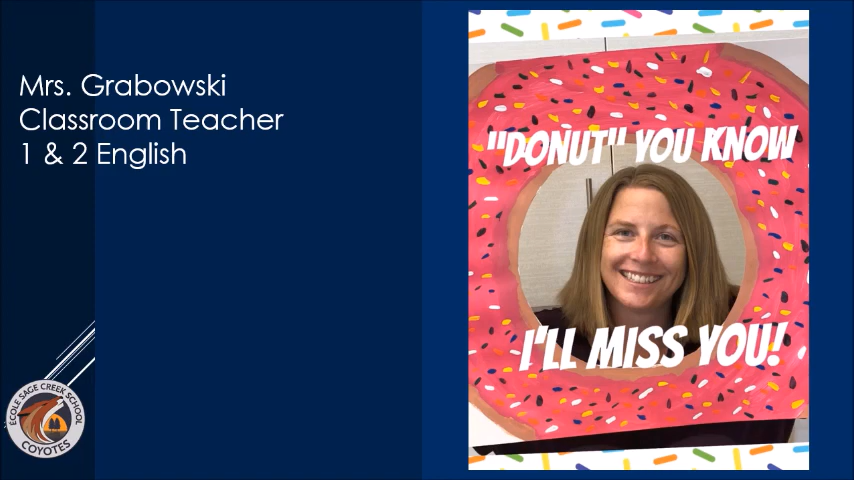 Mrs. Grabowski
Classroom Teacher
1 & 2 English
"DONUT" YOU KNOW
I'LL MISS YOU!
ÉCOLE SAGE CREEK SCHOOL
COYOTES